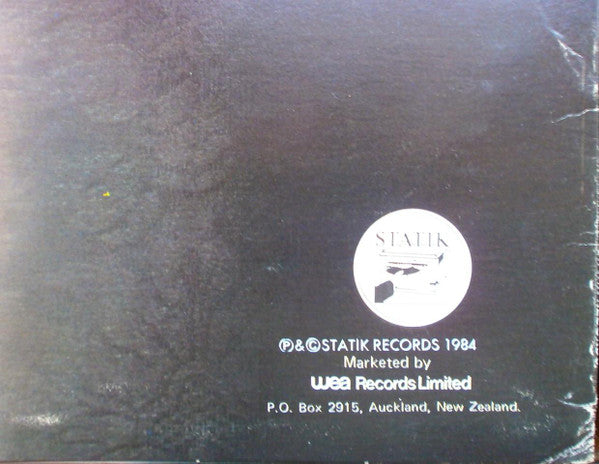 STATIK
℗&©STATIK RECORDS 1984
Marketed by
wea Records Limited
P.O. Box 2915, Auckland, New Zealand.